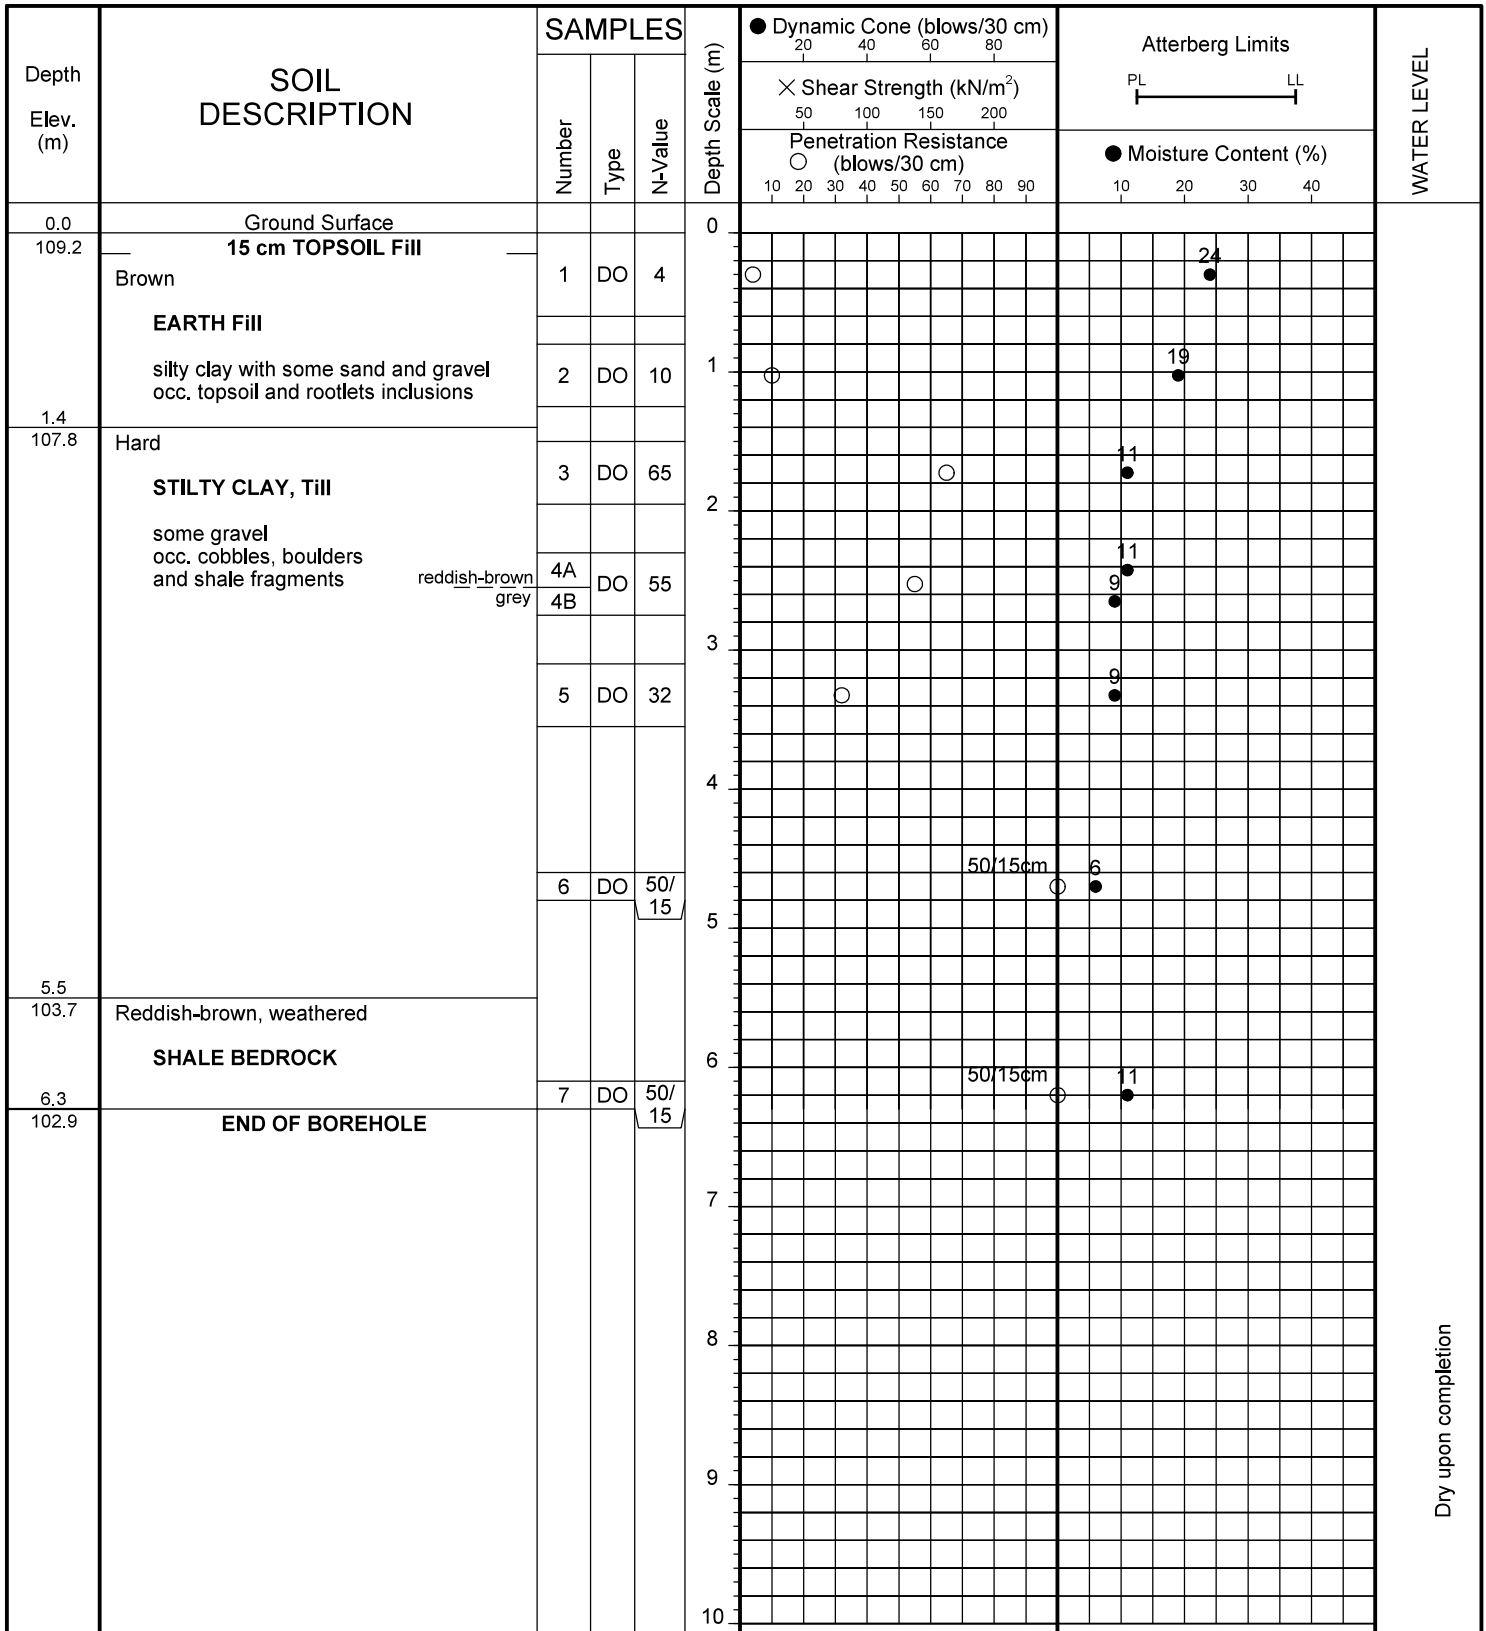 Depth
Elev.
(m)
SOIL
DESCRIPTION
SAMPLES
Number
Type
N-Value
Depth Scale (m)
● Dynamic Cone (blows/30 cm)
20 40 60 80
× Shear Strength (kN/m²)
50 100 150 200
Penetration Resistance
○ (blows/30 cm)
10 20 30 40 50 60 70 80 90
Atterberg Limits
PL LL
● Moisture Content (%)
10 20 30 40
WATER LEVEL
0.0 Ground Surface 0
109.2 15 cm TOPSOIL Fill
24
Brown 1 DO 4
EARTH Fill
19
1
silty clay with some sand and gravel
2 DO 10
occ. topsoil and rootlets inclusions
1.4
107.8 Hard
11
3 DO 65
STILTY CLAY, Till
2
some gravel
occ. cobbles, boulders
11
and shale fragments
reddish-brown 4A
DO 55
9
grey 4B
3
9
5 DO 32
4
50/15cm 6
6 DO 50/
15
5
5.5
103.7 Reddish-brown, weathered
SHALE BEDROCK
6
50/15cm 11
6.3 7 DO 50/
15
102.9 END OF BOREHOLE
7
8
9
10
Dry upon completion